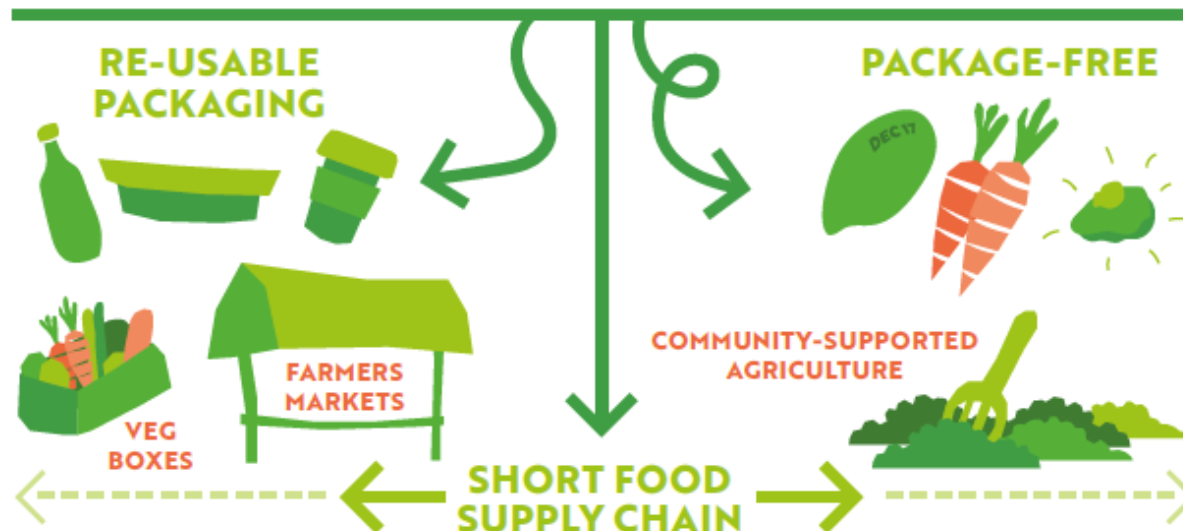 RE-USABLE
PACKAGING
PACKAGE-FREE
DEC 17
COMMUNITY-SUPPORTED
AGRICULTURE
FARMERS
MARKETS
VEG
BOXES
SHORT FOOD
SUPPLY CHAIN